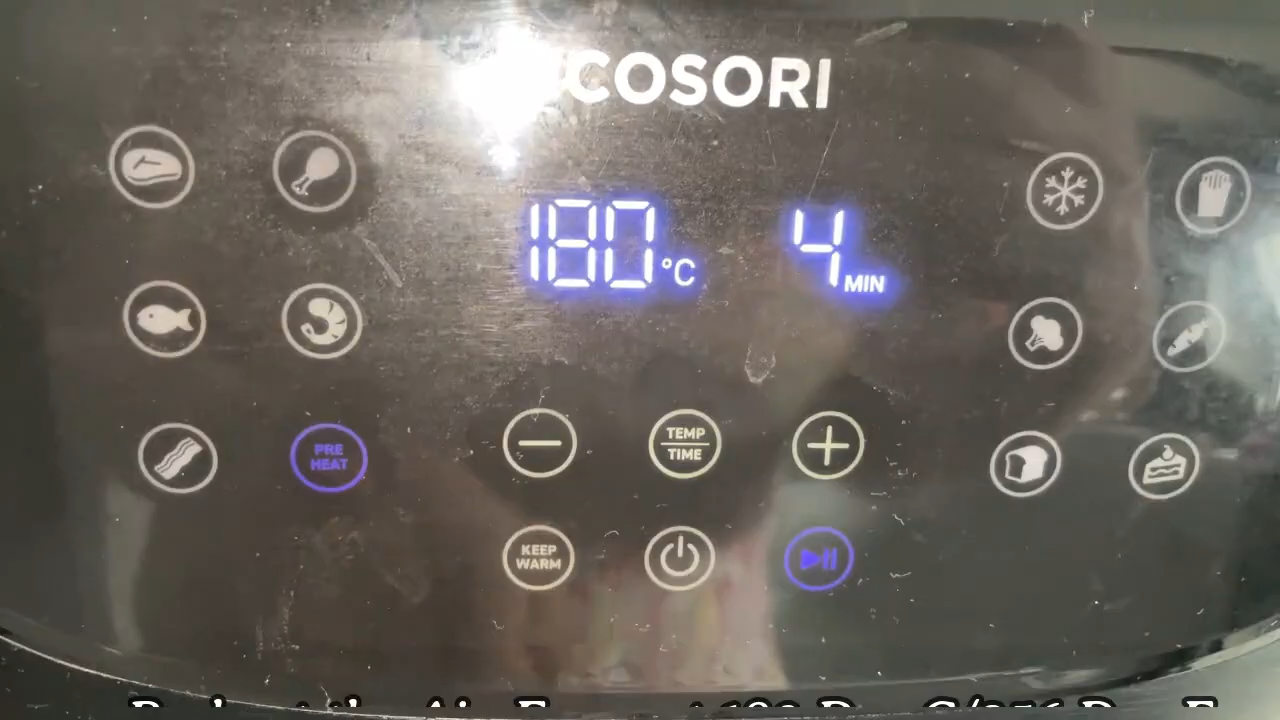 COSORI
180 °C 4 MIN
PRE
HEAT
TEMP
TIME
KEEP
WARM